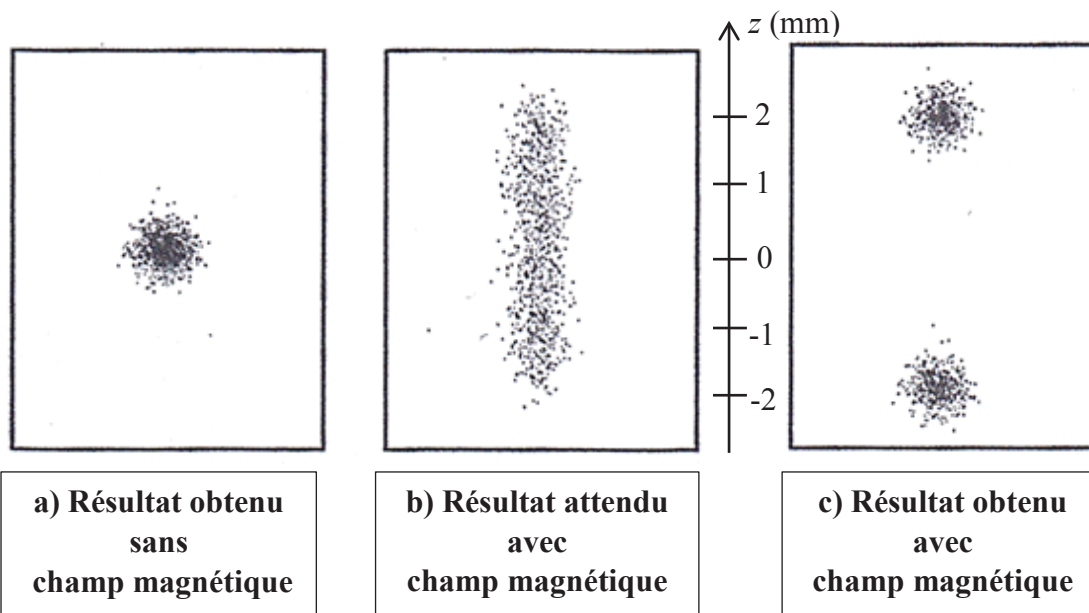 z (mm)
2
1
0
-1
-2
a) Résultat obtenu
sans
champ magnétique
b) Résultat attendu
avec
champ magnétique
c) Résultat obtenu
avec
champ magnétique